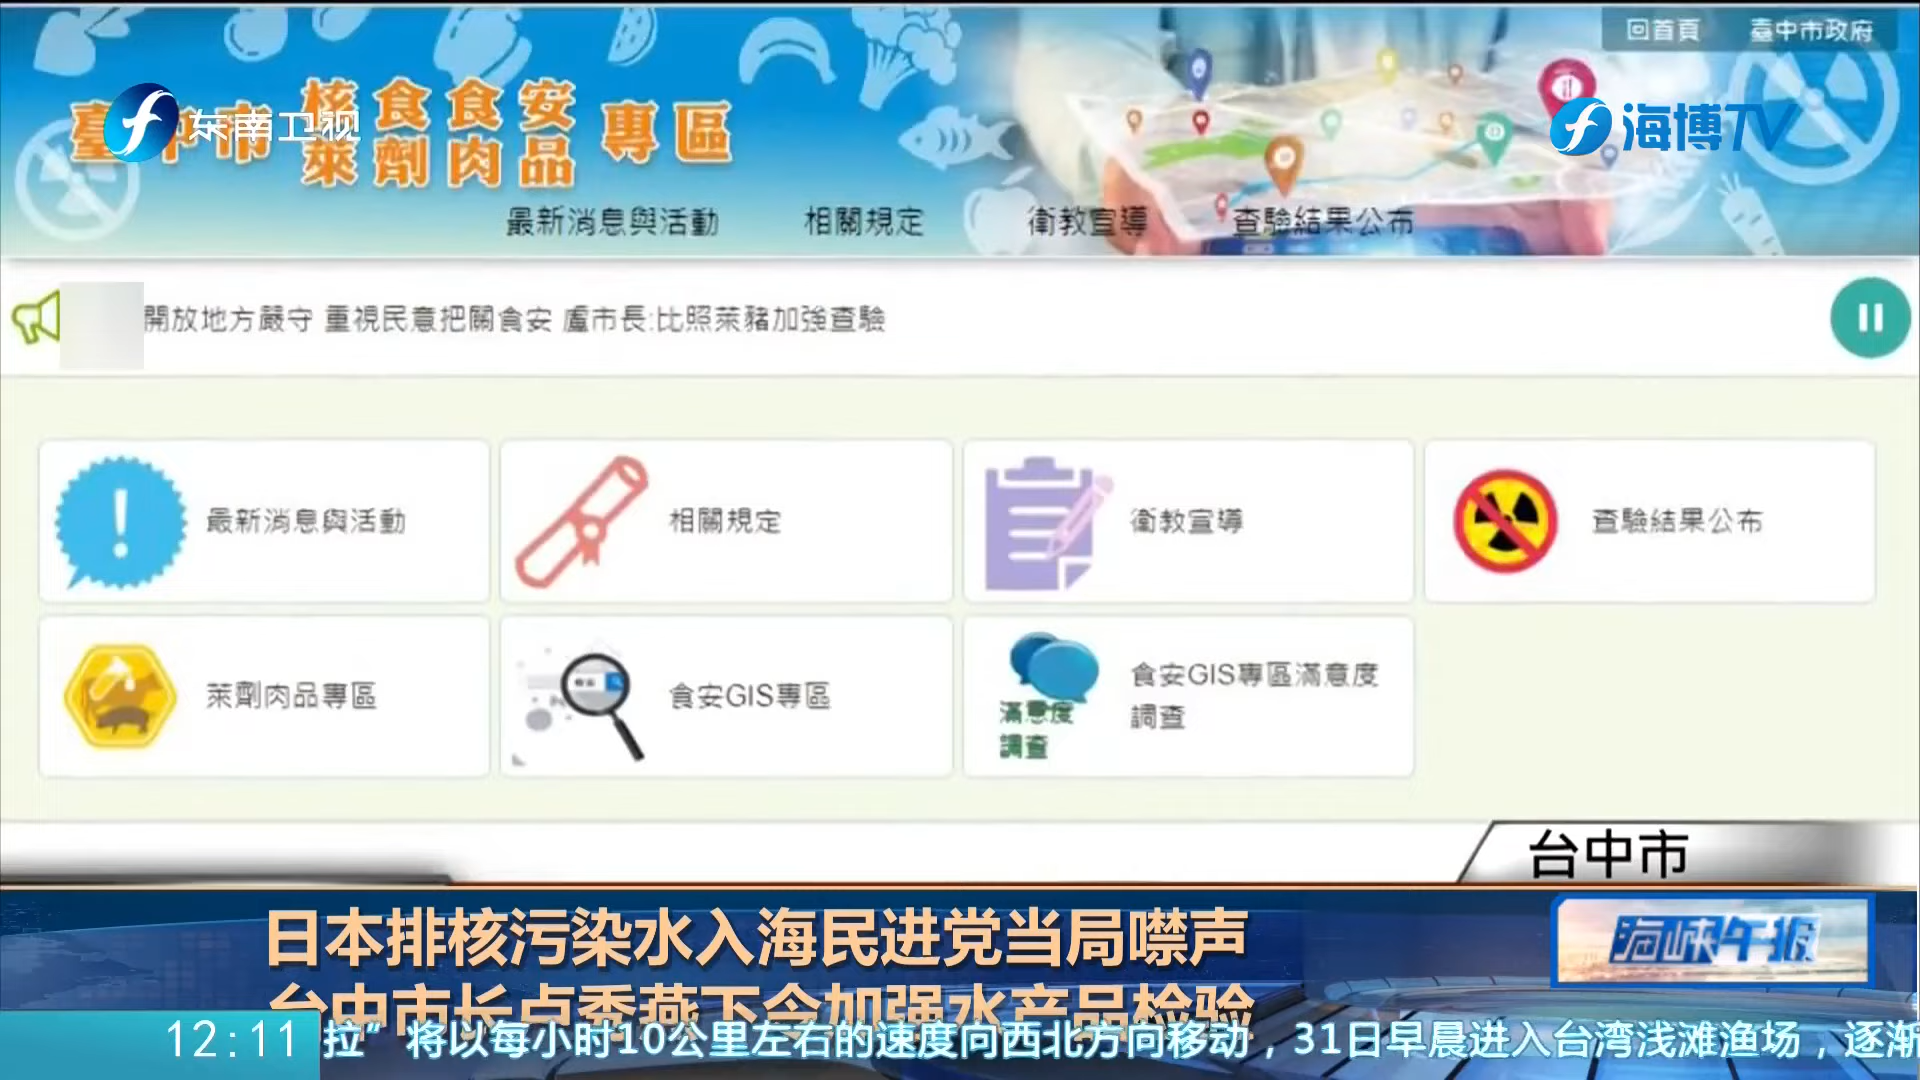 回首頁 臺中市政府
臺中市 核食食安 專區
萊劑肉品
东南卫视
海博TV
最新消息與活動 相關規定 衛教宣導 查驗結果公布
開放地方嚴守 重視民意把關食安 盧市長:比照萊豬加強查驗
最新消息與活動
相關規定
衛教宣導
查驗結果公布
萊劑肉品專區
食安GIS專區
滿意度
調查
食安GIS專區滿意度
調查
台中市
日本排核污染水入海民进党当局噤声
台中市长卢秀燕下令加强水产品检验
海峡午报
12:11
拉”将以每小时10公里左右的速度向西北方向移动，31日早晨进入台湾浅滩渔场，逐渐